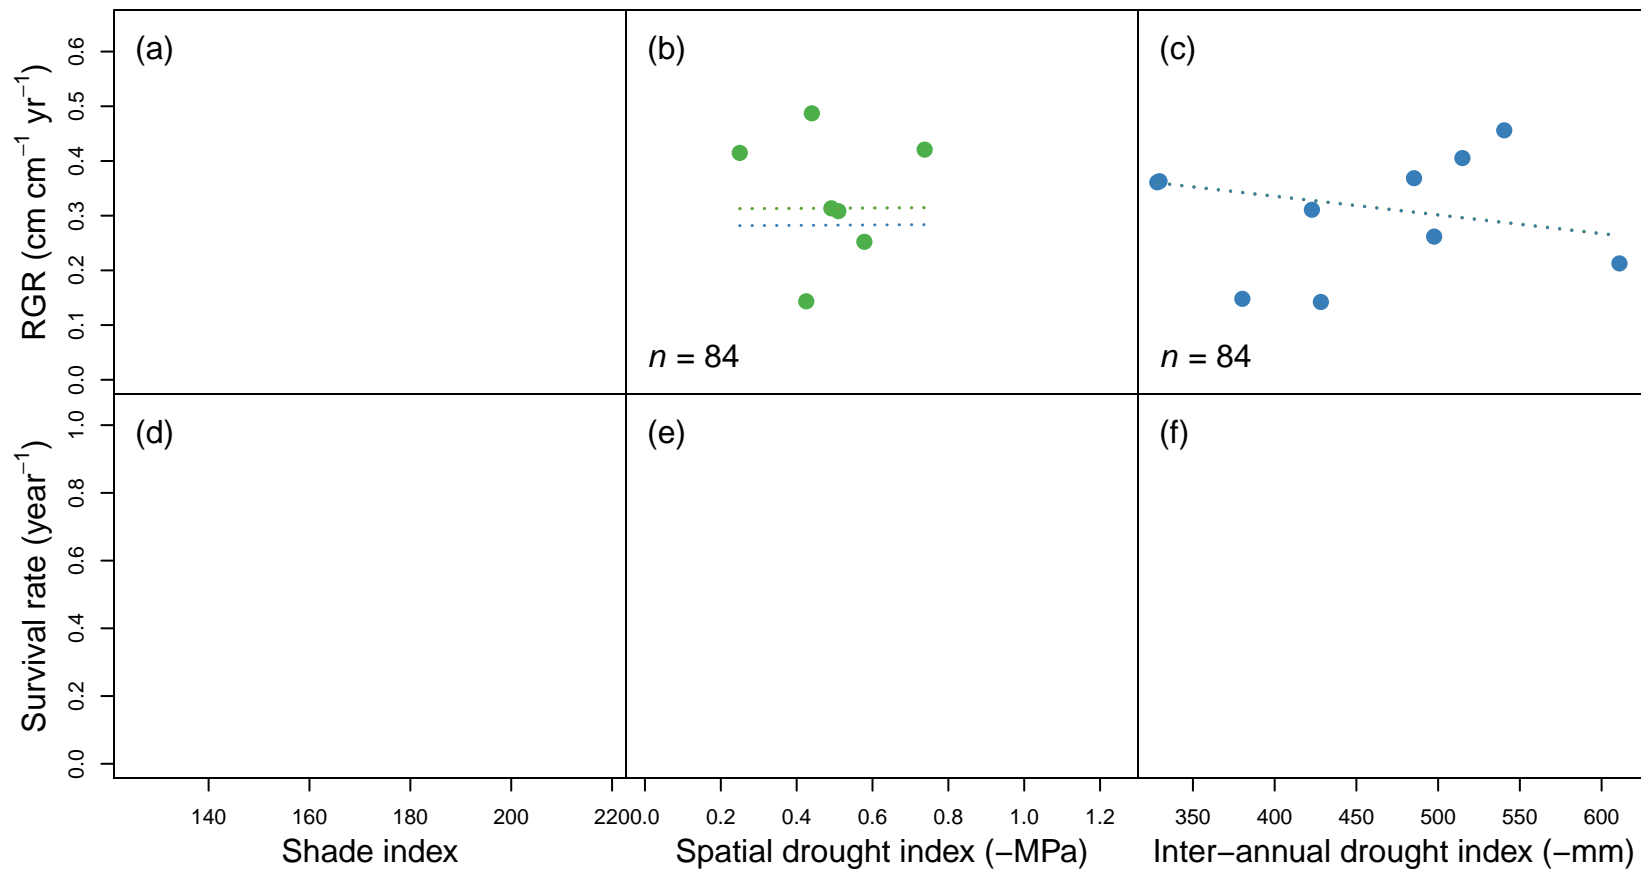 (a)
(b)
(c)
RGR (cm cm⁻¹ yr⁻¹)
0.6
0.5
0.4
0.3
0.2
0.1
0.0
n = 84
n = 84
(d)
(e)
(f)
Survival rate (year⁻¹)
1.0
0.8
0.6
0.4
0.2
0.0
140 160 180 200 220
0.0 0.2 0.4 0.6 0.8 1.0 1.2
350 400 450 500 550 600
Shade index
Spatial drought index (−MPa)
Inter−annual drought index (−mm)